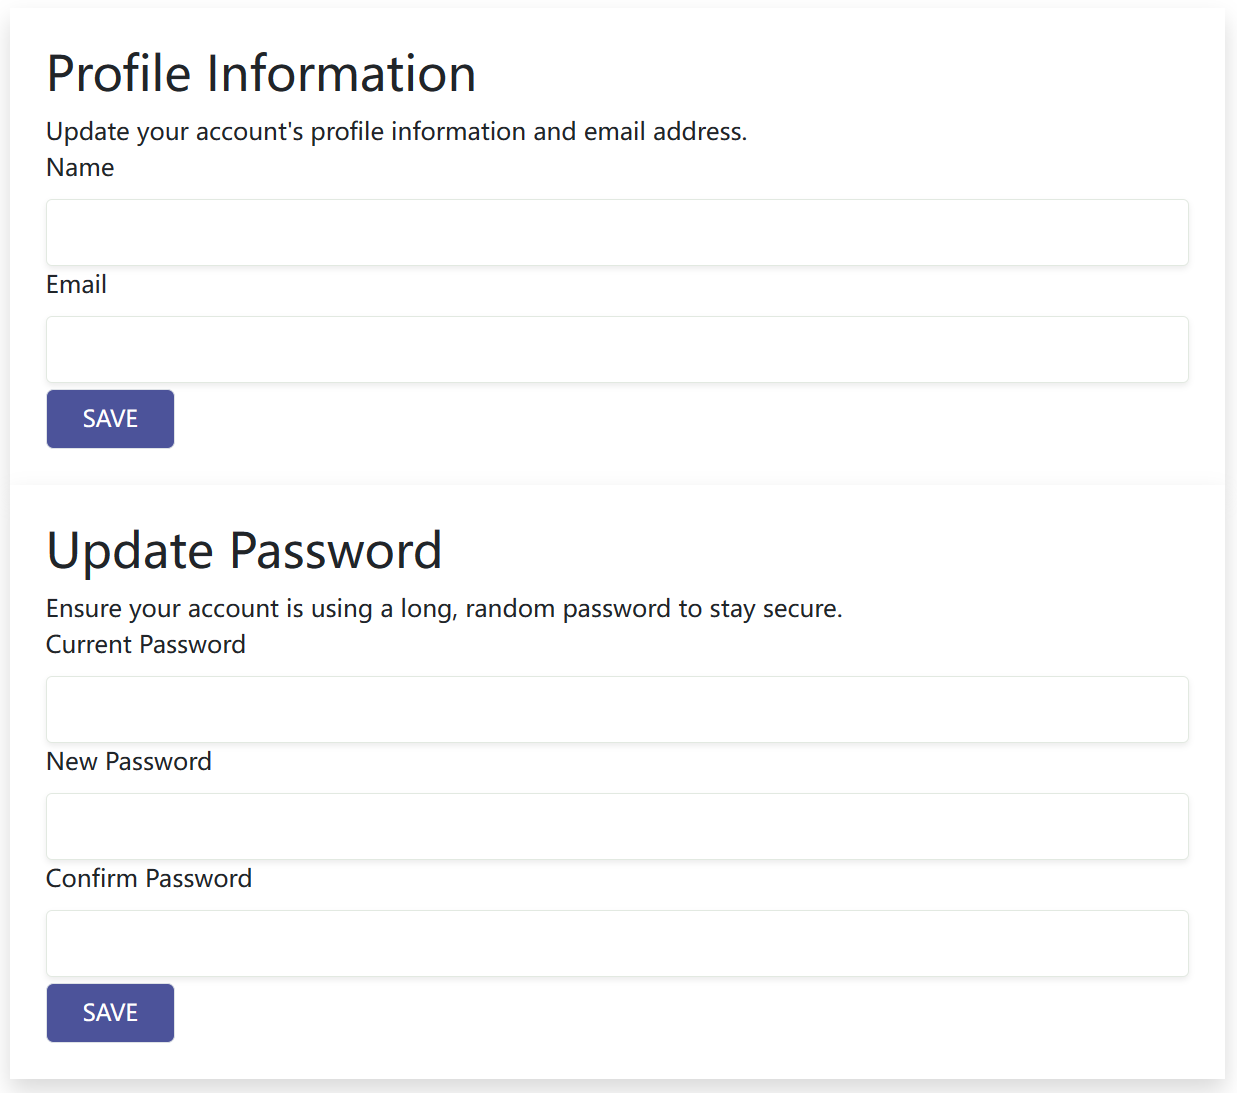 Profile Information
Update your account's profile information and email address.
Name
Email
SAVE
Update Password
Ensure your account is using a long, random password to stay secure.
Current Password
New Password
Confirm Password
SAVE